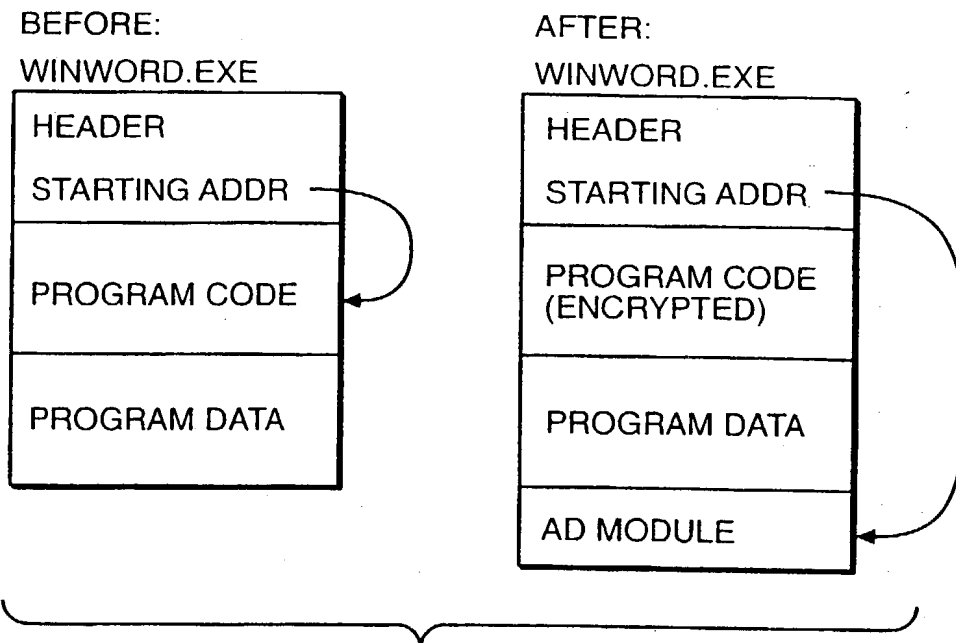 BEFORE:
WINWORD.EXE
HEADER
STARTING ADDR
PROGRAM CODE
PROGRAM DATA
AFTER:
WINWORD.EXE
HEADER
STARTING ADDR
PROGRAM CODE
(ENCRYPTED)
PROGRAM DATA
AD MODULE